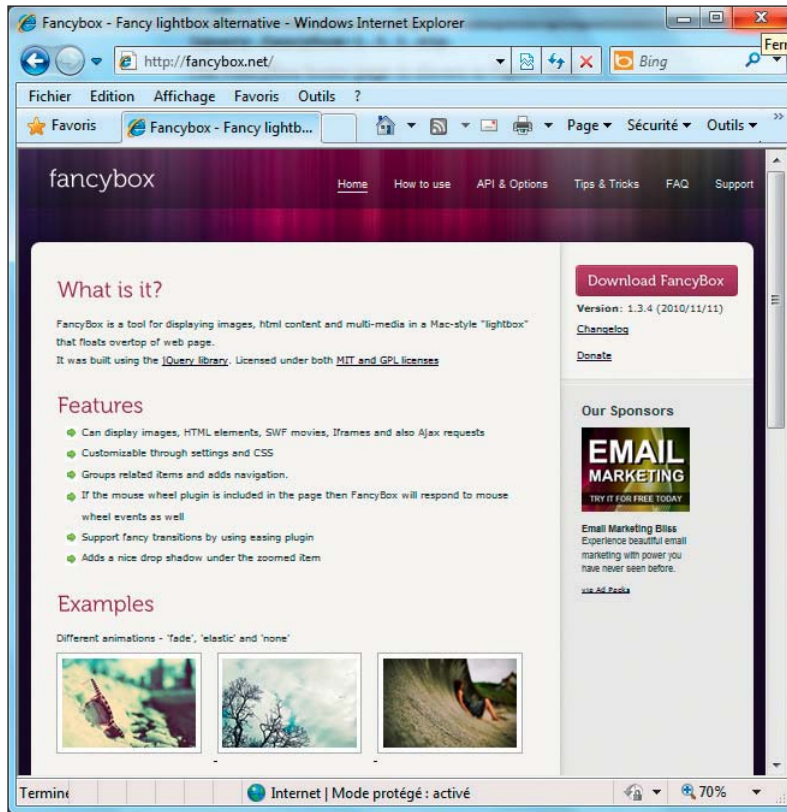 Fancybox - Fancy lightbox alternative - Windows Internet Explorer
http://fancybox.net/
Bing
Fichier Edition Affichage Favoris Outils ?
Favoris
Fancybox - Fancy lightb...
Page Sécurité Outils
fancybox
Home How to use API & Options Tips & Tricks FAQ Support
What is it?
FancyBox is a tool for displaying images, html content and multi-media in a Mac-style "lightbox"
that floats overtop of web page.
It was built using the jQuery library. Licensed under both MIT and GPL licenses
Features
Can display images, HTML elements, SWF movies, Iframes and also Ajax requests
Customizable through settings and CSS
Groups related items and adds navigation.
If the mouse wheel plugin is included in the page then FancyBox will respond to mouse
wheel events as well
Support fancy transitions by using easing plugin
Adds a nice drop shadow under the zoomed item
Examples
Different animations - 'fade', 'elastic' and 'none'
Download FancyBox
Version: 1.3.4 (2010/11/11)
Changelog
Donate
Our Sponsors
EMAIL
MARKETING
TRY IT FOR FREE TODAY
Email Marketing Bliss
Experience beautiful email
marketing with power you
have never seen before.
via Ad Packs
Internet | Mode protégé : activé
70%